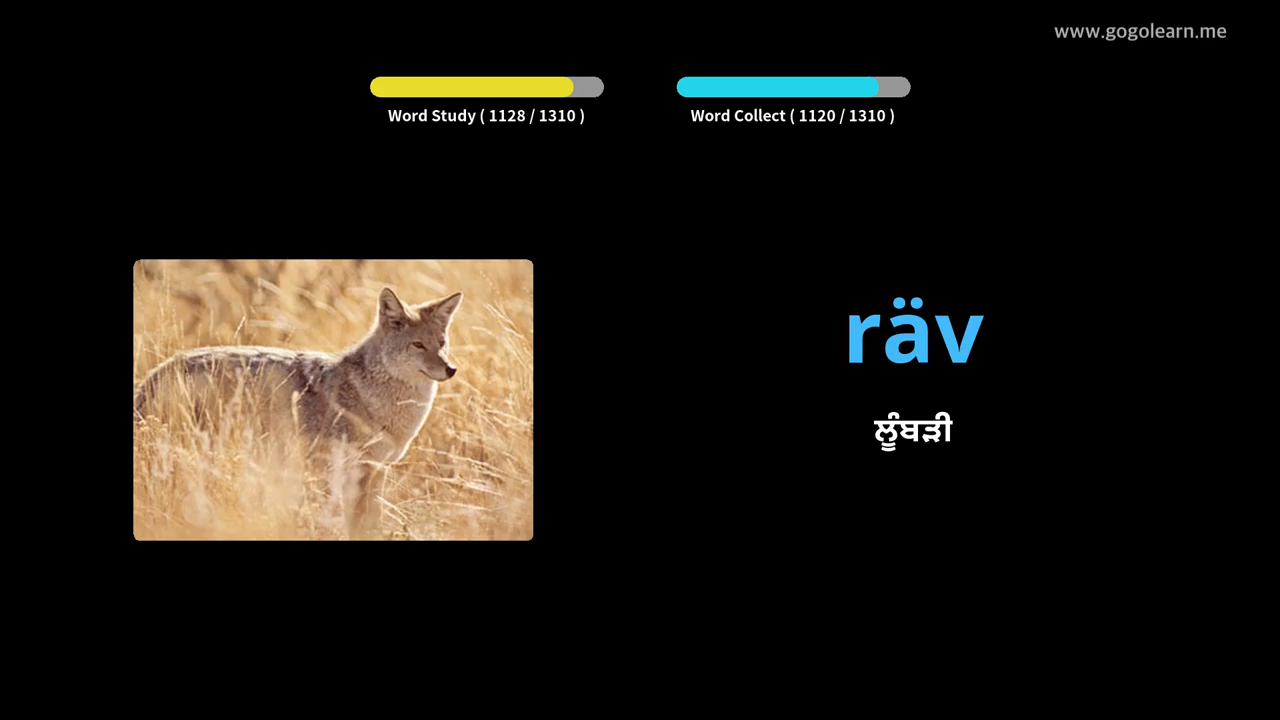 www.gogolearn.me
Word Study ( 1128 / 1310 )
Word Collect ( 1120 / 1310 )
räv
ਲੂੰਬੜੀ